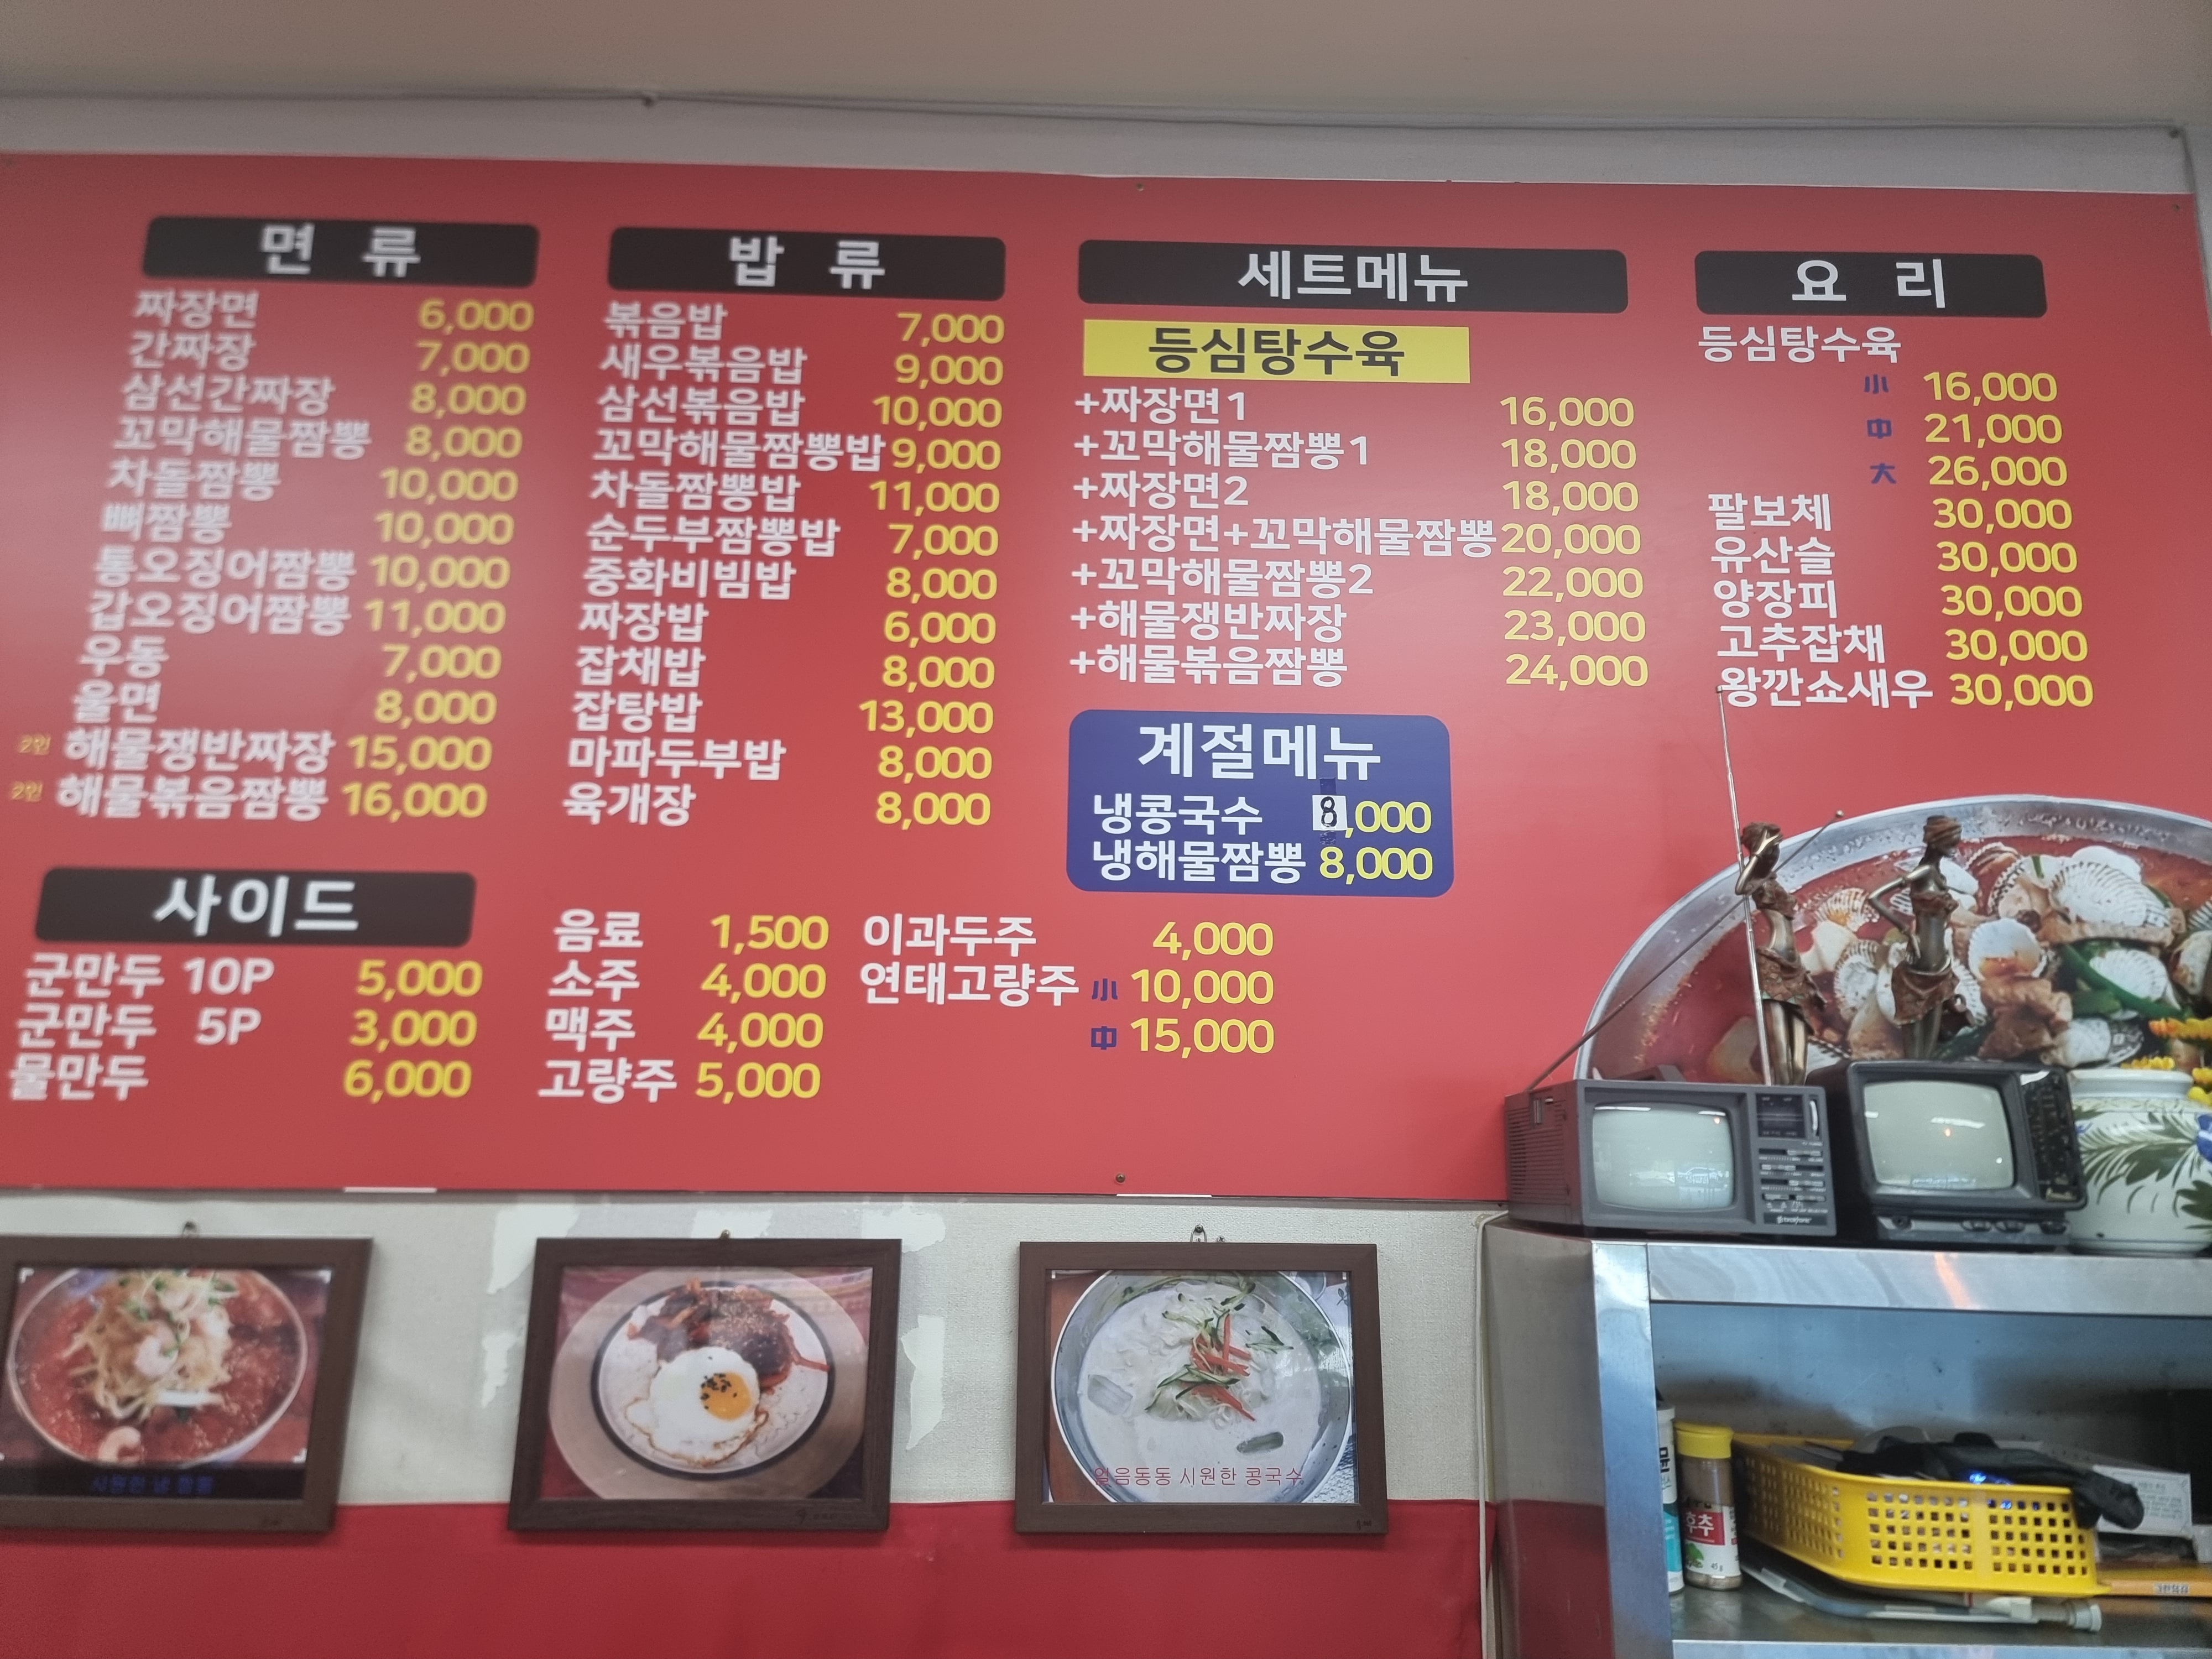 면 류
짜장면 6,000
간짜장 7,000
삼선간짜장 8,000
꼬막해물짬뽕 8,000
차돌짬뽕 10,000
뼈짬뽕 10,000
통오징어짬뽕 10,000
갑오징어짬뽕 11,000
우동 7,000
울면 8,000
2인 해물쟁반짜장 15,000
2인 해물볶음짬뽕 16,000
밥 류
볶음밥 7,000
새우볶음밥 9,000
삼선볶음밥 10,000
꼬막해물짬뽕밥 9,000
차돌짬뽕밥 11,000
순두부짬뽕밥 7,000
중화비빔밥 8,000
짜장밥 6,000
잡채밥 8,000
잡탕밥 13,000
마파두부밥 8,000
육개장 8,000
세트메뉴
등심탕수육
+짜장면1 16,000
+꼬막해물짬뽕1 18,000
+짜장면2 18,000
+짜장면+꼬막해물짬뽕 20,000
+꼬막해물짬뽕2 22,000
+해물쟁반짜장 23,000
+해물볶음짬뽕 24,000
계절메뉴
냉콩국수 8,000
냉해물짬뽕 8,000
요 리
등심탕수육
小 16,000
中 21,000
大 26,000
팔보체 30,000
유산슬 30,000
양장피 30,000
고추잡채 30,000
왕깐쇼새우 30,000
사이드
군만두 10P 5,000
군만두 5P 3,000
물만두 6,000
음료 1,500
소주 4,000
맥주 4,000
고량주 5,000
이과두주 4,000
연태고량주 小 10,000
中 15,000
시원한 냉 짬뽕
얼음동동 시원한 콩국수
후추